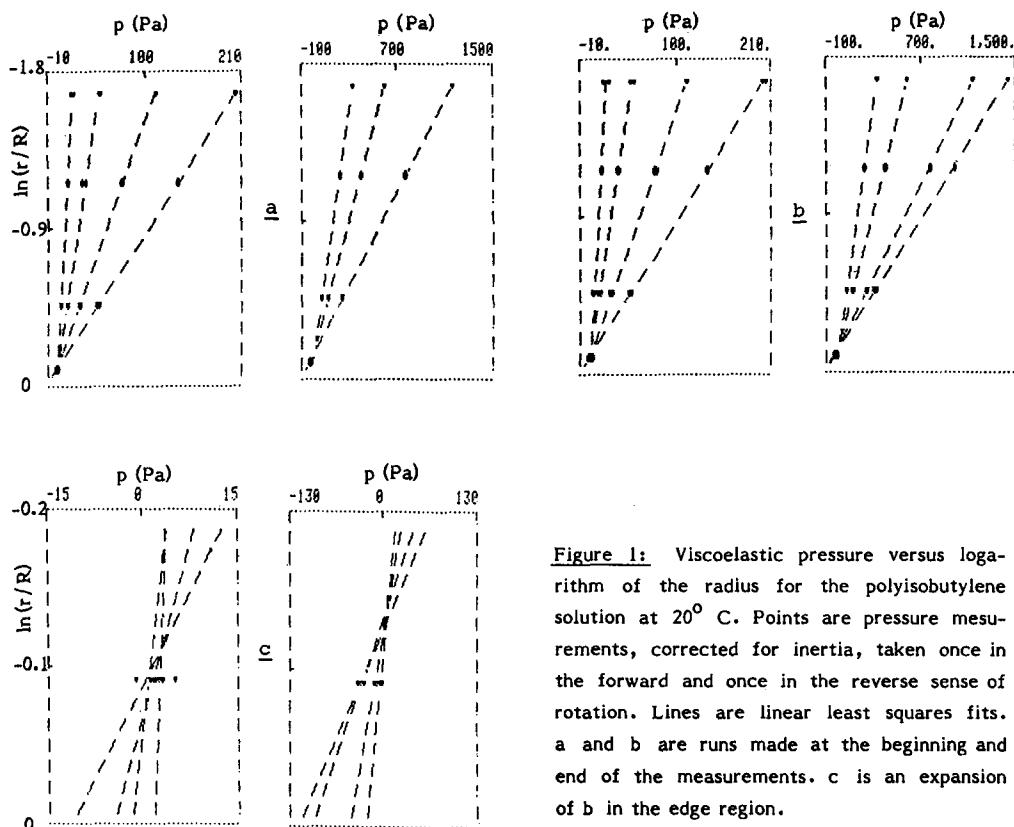 p (Pa) p (Pa) p (Pa) p (Pa)
-10 100 210 -100 700 1500 -10. 100. 210. -100. 700. 1,500.
-1.8
ln(r/R)
-0.9
a b
0
p (Pa) p (Pa)
-15 0 15 -130 0 130
-0.2
ln(r/R)
-0.1
c
0
Figure 1: Viscoelastic pressure versus loga-
rithm of the radius for the polyisobutylene
solution at 20⁰ C. Points are pressure mesu-
rements, corrected for inertia, taken once in
the forward and once in the reverse sense of
rotation. Lines are linear least squares fits.
a and b are runs made at the beginning and
end of the measurements. c is an expansion
of b in the edge region.